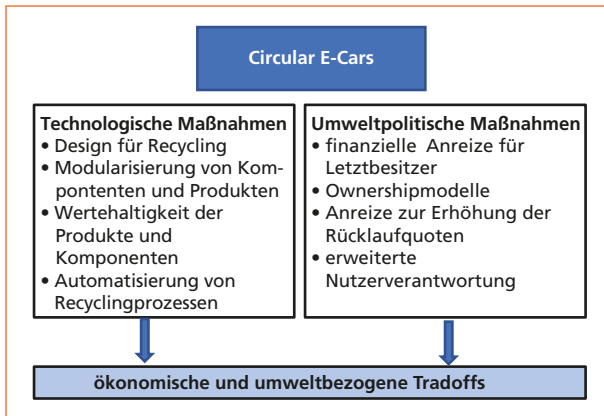 Circular E-Cars
Technologische Maßnahmen
• Design für Recycling
• Modularisierung von Kom-
pontenten und Produkten
• Wertehaltigkeit der
Produkte und
Komponenten
• Automatisierung von
Recyclingprozessen
Umweltpolitische Maßnahmen
• finanzielle Anreize für
Letztbesitzer
• Ownershipmodelle
• Anreize zur Erhöhung der
Rücklaufquoten
• erweiterte
Nutzerverantwortung
ökonomische und umweltbezogene Tradoffs